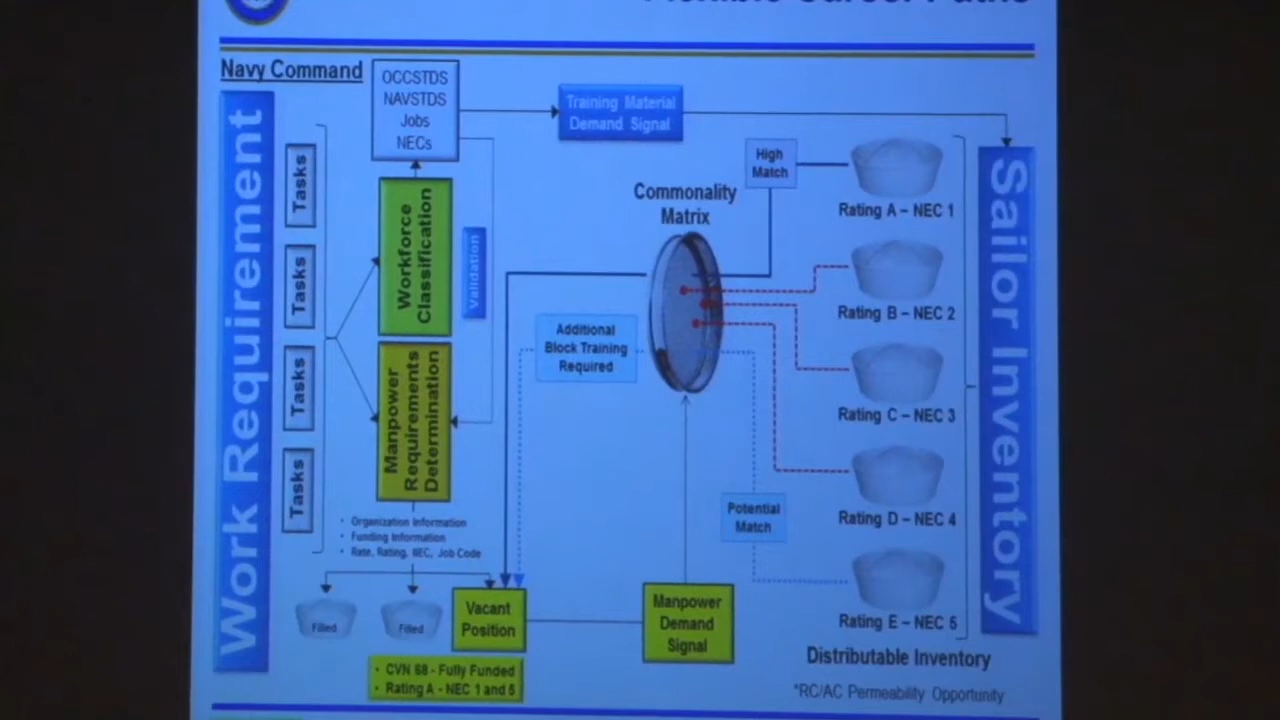 Flexible Career Paths
Navy Command
Work Requirement
Tasks
Tasks
Tasks
Tasks
OCCSTDS
NAVSTDS
Jobs
NECs
Workforce
Classification
Validation
Manpower
Requirements
Determination
• Organization Information
• Funding Information
• Rate, Rating, NEC, Job Code
Filled
Filled
Vacant
Position
• CVN 68 - Fully Funded
• Rating A - NEC 1 and 5
Training Material
Demand Signal
High
Match
Commonality
Matrix
Additional
Block Training
Required
Potential
Match
Manpower
Demand
Signal
Rating A – NEC 1
Rating B – NEC 2
Rating C – NEC 3
Rating D – NEC 4
Rating E – NEC 5
Distributable Inventory
*RC/AC Permeability Opportunity
Sailor Inventory